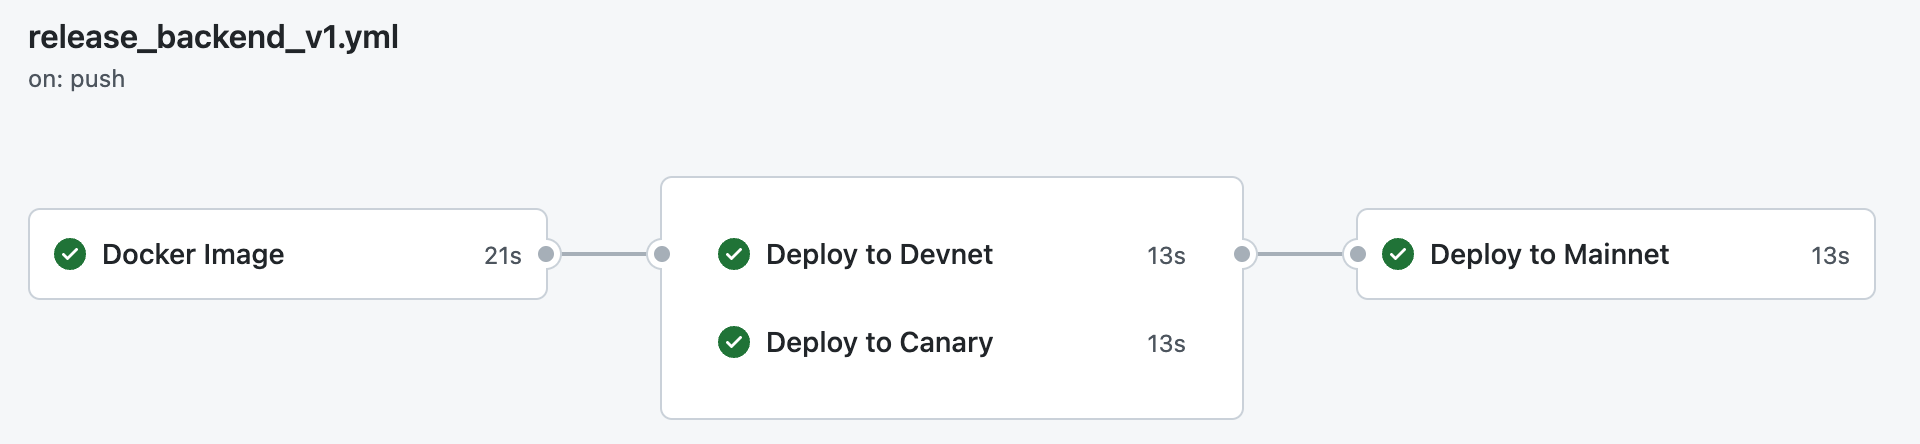 release_backend_v1.yml
on: push
Docker Image 21s
Deploy to Devnet 13s
Deploy to Canary 13s
Deploy to Mainnet 13s